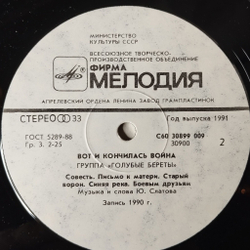 МИНИСТЕРСТВО
КУЛЬТУРЫ СССР
ВСЕСОЮЗНОЕ ТВОРЧЕСКО-
ПРОИЗВОДСТВЕННОЕ ОБЪЕДИНЕНИЕ
ФИРМА
МЕЛОДИЯ
АПРЕЛЕВСКИЙ ОРДЕНА ЛЕНИНА ЗАВОД ГРАМПЛАСТИНОК
СТЕРЕО 33
Год выпуска 1991
ГОСТ 5289-88
Гр. 3. 2-25
С60 30899 009
30900
2
ВОТ И КОНЧИЛАСЬ ВОЙНА
ГРУППА «ГОЛУБЫЕ БЕРЕТЫ»
Совесть. Письмо к матери. Старый
ворон. Синяя река. Боевым друзьям
Музыка и слова Ю. Слатова
Запись 1990 г.